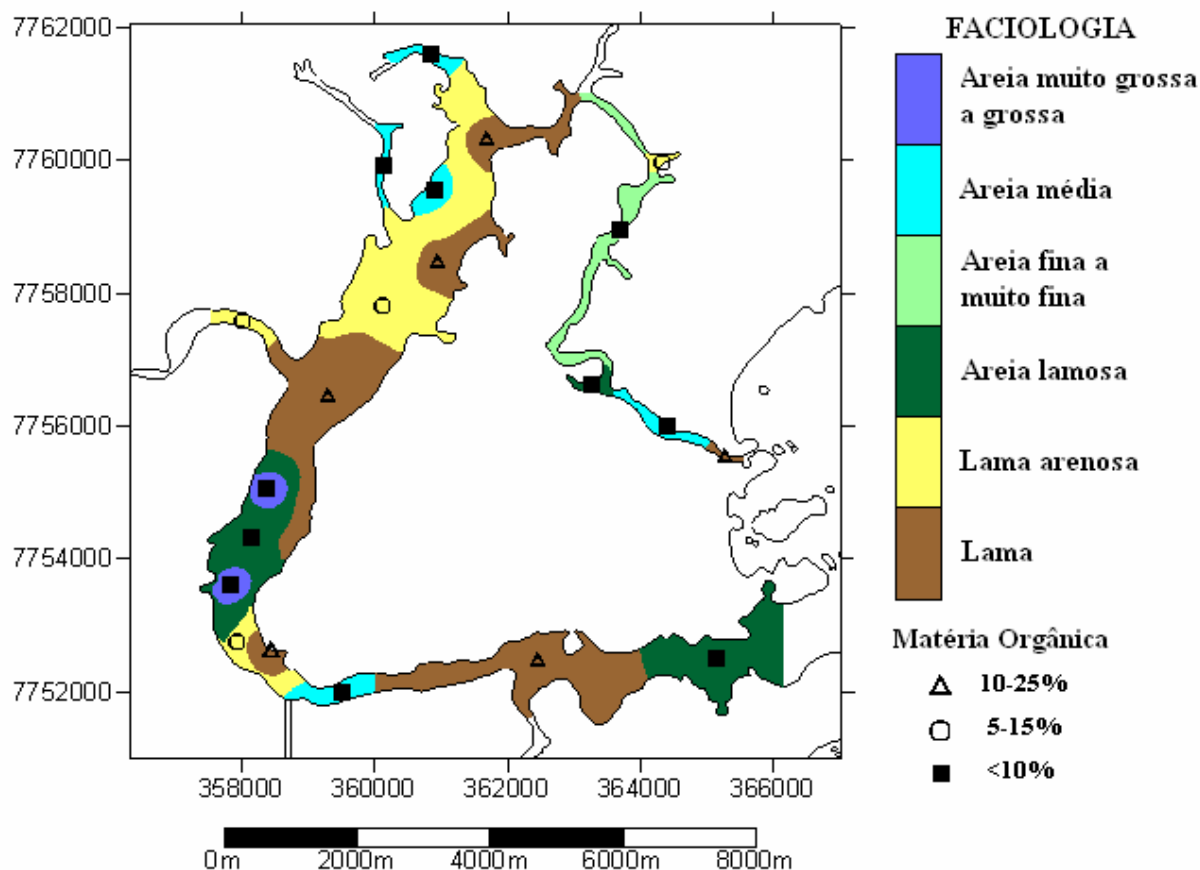 7762000
7760000
7758000
7756000
7754000
7752000
358000 360000 362000 364000 366000
0m 2000m 4000m 6000m 8000m
FACIOLOGIA
Areia muito grossa
a grossa
Areia média
Areia fina a
muito fina
Areia lamosa
Lama arenosa
Lama
Matéria Orgânica
10-25%
5-15%
<10%